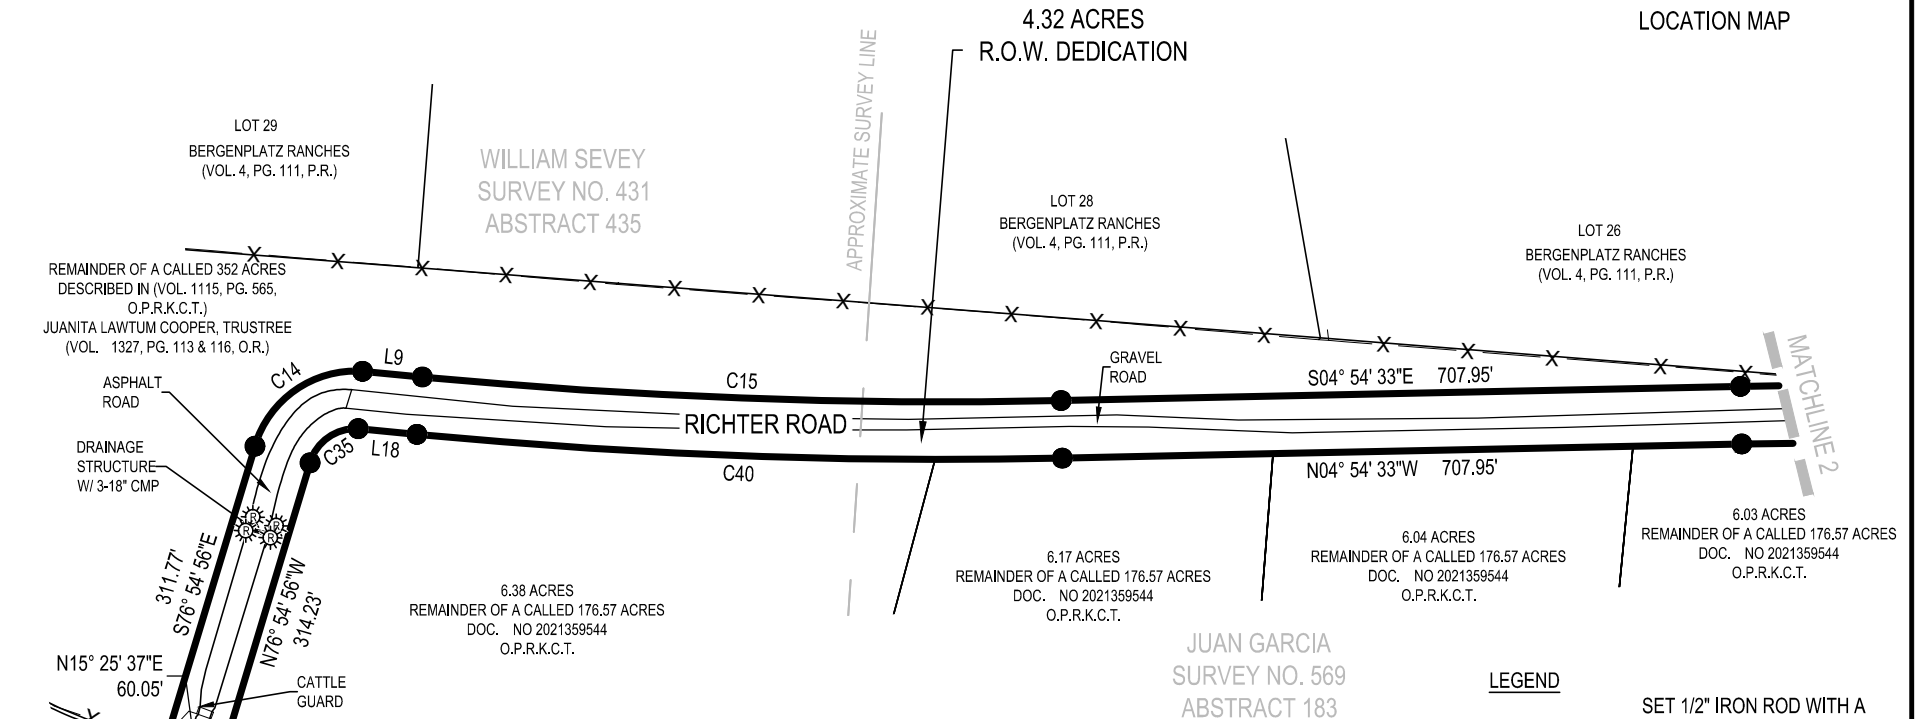 4.32 ACRES
R.O.W. DEDICATION
LOCATION MAP
APPROXIMATE SURVEY LINE
LOT 29
BERGENPLATZ RANCHES
(VOL. 4, PG. 111, P.R.)
WILLIAM SEVEY
SURVEY NO. 431
ABSTRACT 435
LOT 28
BERGENPLATZ RANCHES
(VOL. 4, PG. 111, P.R.)
LOT 26
BERGENPLATZ RANCHES
(VOL. 4, PG. 111, P.R.)
REMAINDER OF A CALLED 352 ACRES
DESCRIBED IN (VOL. 1115, PG. 565,
O.P.R.K.C.T.)
JUANITA LAWTUM COOPER, TRUSTREE
(VOL. 1327, PG. 113 & 116, O.R.)
C14
L9
C15
GRAVEL
ROAD
S04° 54' 33"E 707.95'
MATCHLINE 2
ASPHALT
ROAD
RICHTER ROAD
C35
L18
C40
N04° 54' 33"W 707.95'
DRAINAGE
STRUCTURE
W/ 3-18" CMP
R
R
R
R
311.77'
S76° 54' 56"E
N76° 54' 56"W
314.23'
6.38 ACRES
REMAINDER OF A CALLED 176.57 ACRES
DOC. NO 2021359544
O.P.R.K.C.T.
6.17 ACRES
REMAINDER OF A CALLED 176.57 ACRES
DOC. NO 2021359544
O.P.R.K.C.T.
6.04 ACRES
REMAINDER OF A CALLED 176.57 ACRES
DOC. NO 2021359544
O.P.R.K.C.T.
6.03 ACRES
REMAINDER OF A CALLED 176.57 ACRES
DOC. NO 2021359544
O.P.R.K.C.T.
N15° 25' 37"E
60.05'
CATTLE
GUARD
JUAN GARCIA
SURVEY NO. 569
ABSTRACT 183
LEGEND
SET 1/2" IRON ROD WITH A